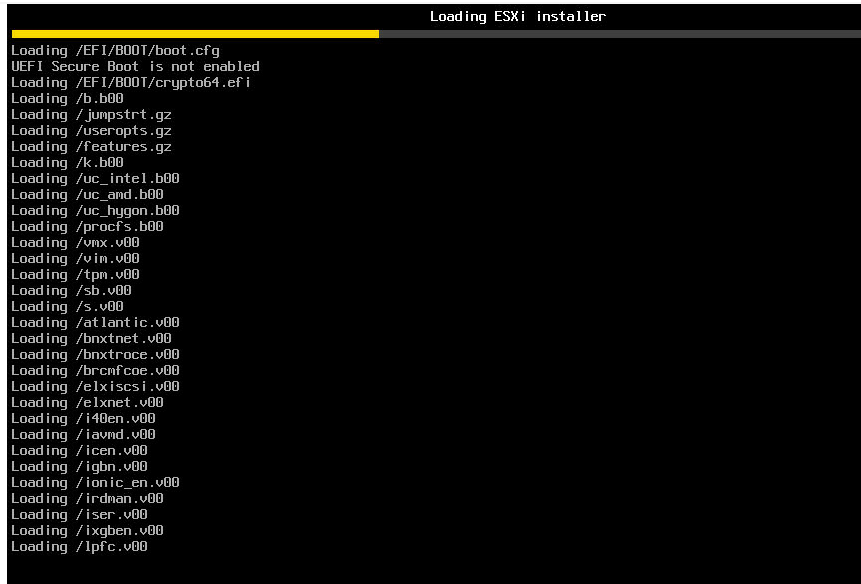 Loading ESXi installer
Loading /EFI/BOOT/boot.cfg
UEFI Secure Boot is not enabled
Loading /EFI/BOOT/crypto64.efi
Loading /b.b00
Loading /jumpstrt.gz
Loading /useropts.gz
Loading /features.gz
Loading /k.b00
Loading /uc_intel.b00
Loading /uc_amd.b00
Loading /uc_hygon.b00
Loading /procfs.b00
Loading /vmx.v00
Loading /vim.v00
Loading /tpm.v00
Loading /sb.v00
Loading /s.v00
Loading /atlantic.v00
Loading /bnxtnet.v00
Loading /bnxtroce.v00
Loading /brcmfcoe.v00
Loading /elxiscsi.v00
Loading /elxnet.v00
Loading /i40en.v00
Loading /iavmd.v00
Loading /icen.v00
Loading /igbn.v00
Loading /ionic_en.v00
Loading /irdman.v00
Loading /iser.v00
Loading /ixgben.v00
Loading /lpfc.v00